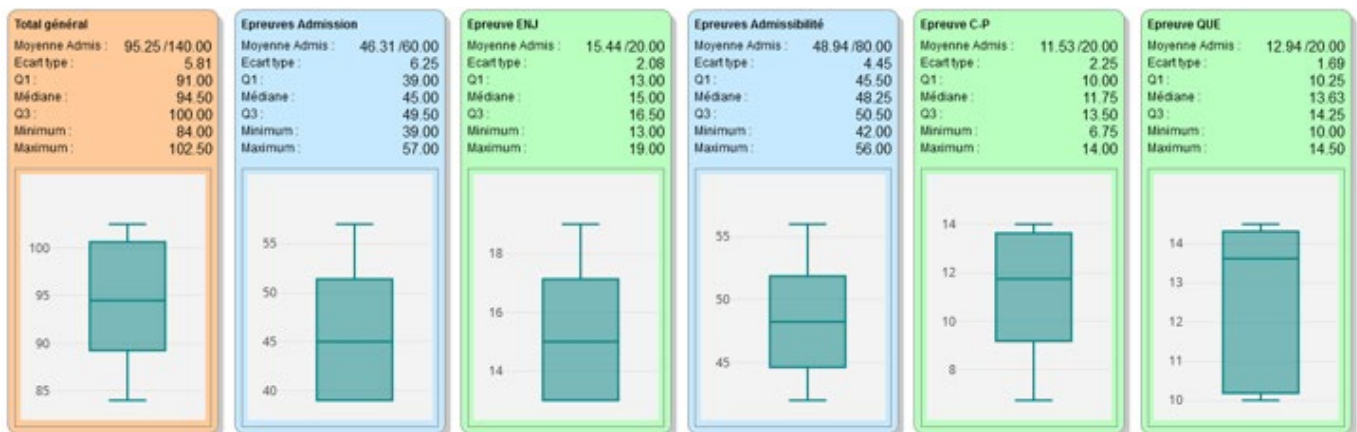 Total général
Moyenne Admis : 95.25 /140.00
Ecart type : 5.81
Q1 : 91.00
Médiane : 94.50
Q3 : 100.00
Minimum : 84.00
Maximum : 102.50
100
95
90
85
Epreuves Admission
Moyenne Admis : 46.31 /60.00
Ecart type : 6.25
Q1 : 39.00
Médiane : 45.00
Q3 : 49.50
Minimum : 39.00
Maximum : 57.00
55
50
45
40
Epreuve ENJ
Moyenne Admis : 15.44 /20.00
Ecart type : 2.08
Q1 : 13.00
Médiane : 15.00
Q3 : 16.50
Minimum : 13.00
Maximum : 19.00
18
16
14
Epreuves Admissibilité
Moyenne Admis : 48.94 /80.00
Ecart type : 4.45
Q1 : 45.50
Médiane : 48.25
Q3 : 50.50
Minimum : 42.00
Maximum : 56.00
55
50
45
Epreuve C-P
Moyenne Admis : 11.53 /20.00
Ecart type : 2.25
Q1 : 10.00
Médiane : 11.75
Q3 : 13.50
Minimum : 6.75
Maximum : 14.00
14
12
10
8
Epreuve QUE
Moyenne Admis : 12.94 /20.00
Ecart type : 1.69
Q1 : 10.25
Médiane : 13.63
Q3 : 14.25
Minimum : 10.00
Maximum : 14.50
14
13
12
11
10